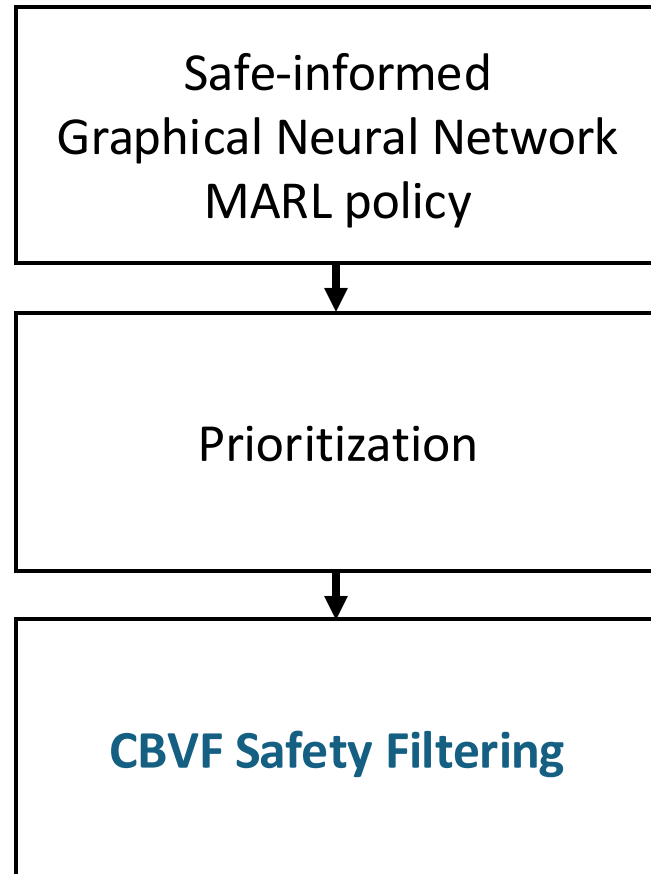 Safe-informed
Graphical Neural Network
MARL policy
Prioritization
CBVF Safety Filtering